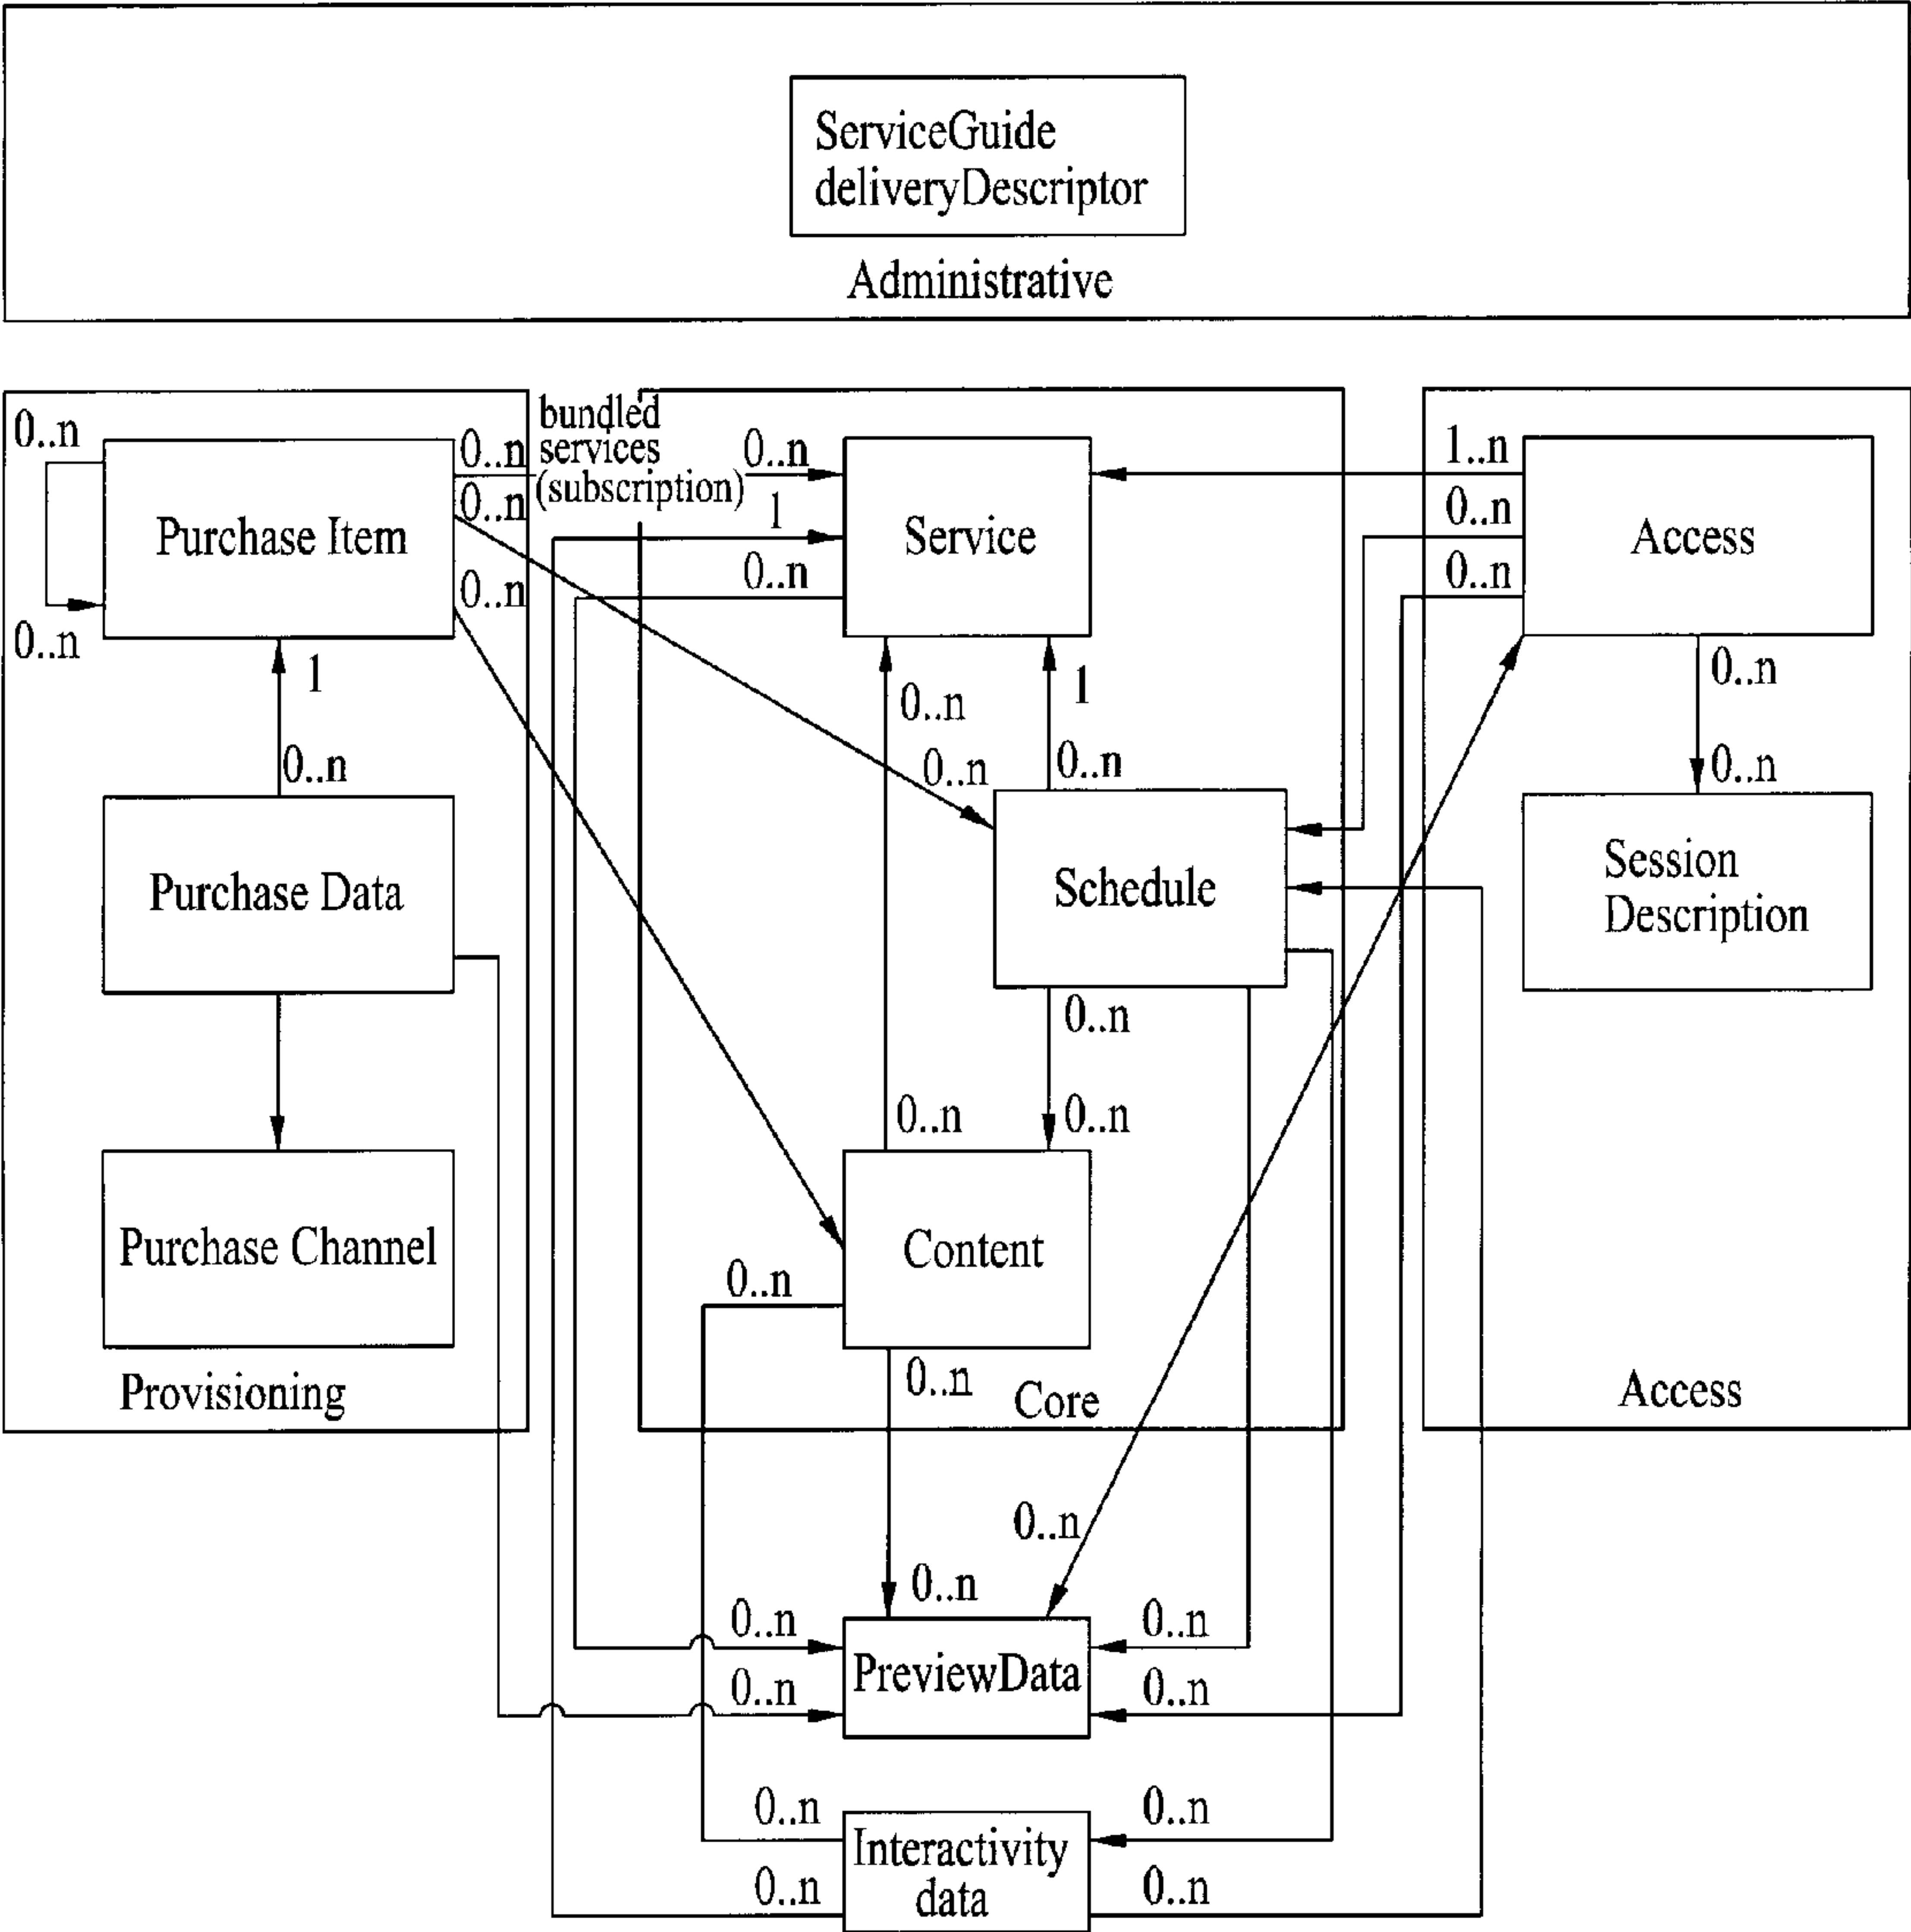 ServiceGuide
deliveryDescriptor
Administrative
0..n
0..n
bundled
services
(subscription)
0..n
1..n
0..n
1
0..n
Purchase Item
Service
Access
0..n
0..n
0..n
0..n
1
0..n
1
0..n
0..n
0..n
0..n
0..n
Purchase Data
Schedule
Session
Description
0..n
0..n
0..n
Purchase Channel
Content
0..n
0..n
Provisioning
Core
Access
0..n
0..n
0..n
0..n
PreviewData
0..n
0..n
0..n
0..n
Interactivity
data
0..n
0..n